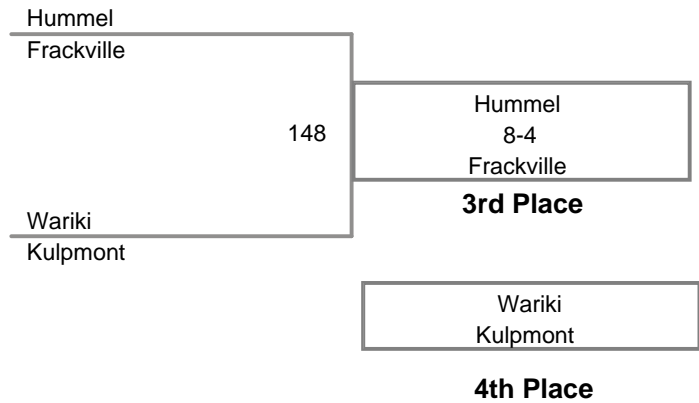 Hummel
Frackville
148
Hummel
8-4
Frackville
3rd Place
Wariki
Kulpmont
Wariki
Kulpmont
4th Place